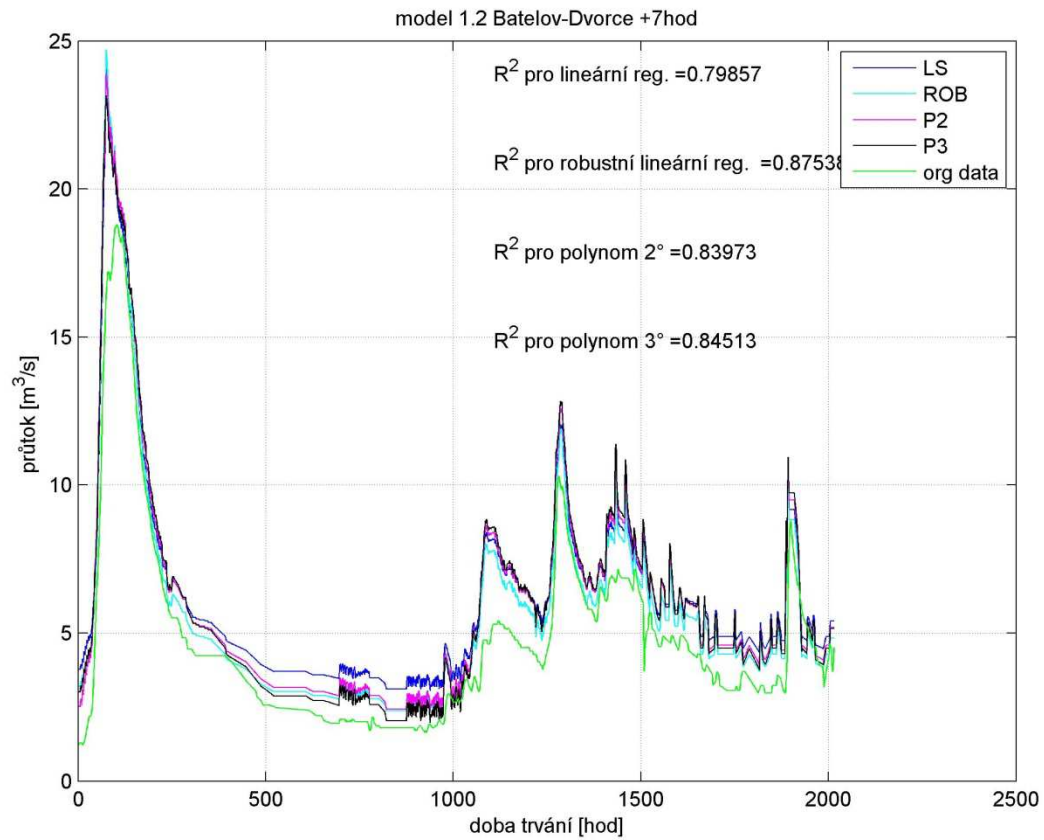 model 1.2 Batelov-Dvorce +7hod
R² pro lineární reg. =0.79857
R² pro robustní lineární reg.  =0.87538
R² pro polynom 2° =0.83973
R² pro polynom 3° =0.84513
LS
ROB
P2
P3
org data
průtok [m³/s]
25
20
15
10
5
0
0 500 1000 1500 2000 2500
doba trvání [hod]